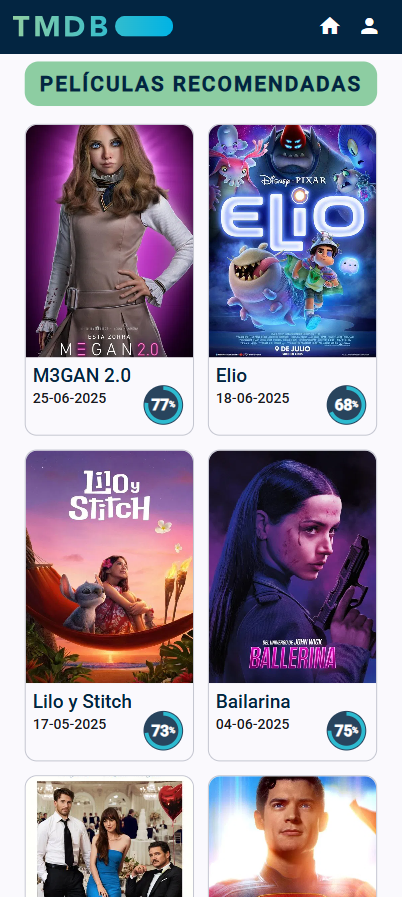 TMDB
PELÍCULAS RECOMENDADAS
ESTA ZORRA
M3GAN 2.0
Disney PIXAR
ELIO
9 DE JULIO
M3GAN 2.0
25-06-2025
77%
Elio
18-06-2025
68%
Lilo y
Stitch
DEL UNIVERSO DE JOHN WICK
BALLERINA
Lilo y Stitch
17-05-2025
73%
Bailarina
04-06-2025
75%